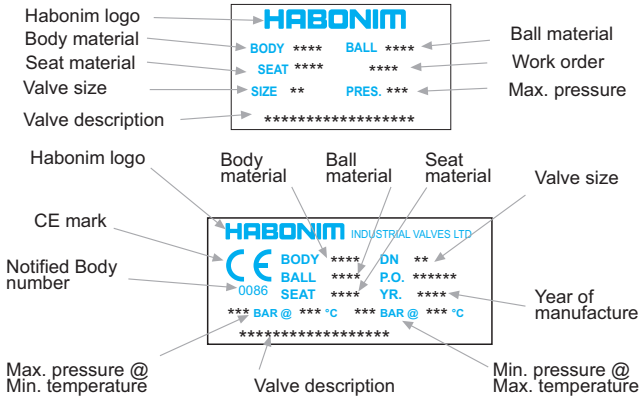 Habonim logo
HABONIM
Body material
BODY **** BALL ****
Ball material
Seat material
SEAT **** ****
Work order
Valve size
SIZE ** PRES. ***
Max. pressure
Valve description
******************
Habonim logo
Body material
Ball material
Seat material
Valve size
HABONIM INDUSTRIAL VALVES LTD
CE mark
CE
BODY **** DN **
BALL **** P.O. ******
Notified Body number
0086
SEAT **** YR. ****
Year of manufacture
*** BAR @ *** °C *** BAR @ *** °C
*****************
Max. pressure @
Min. temperature
Valve description
Min. pressure @
Max. temperature